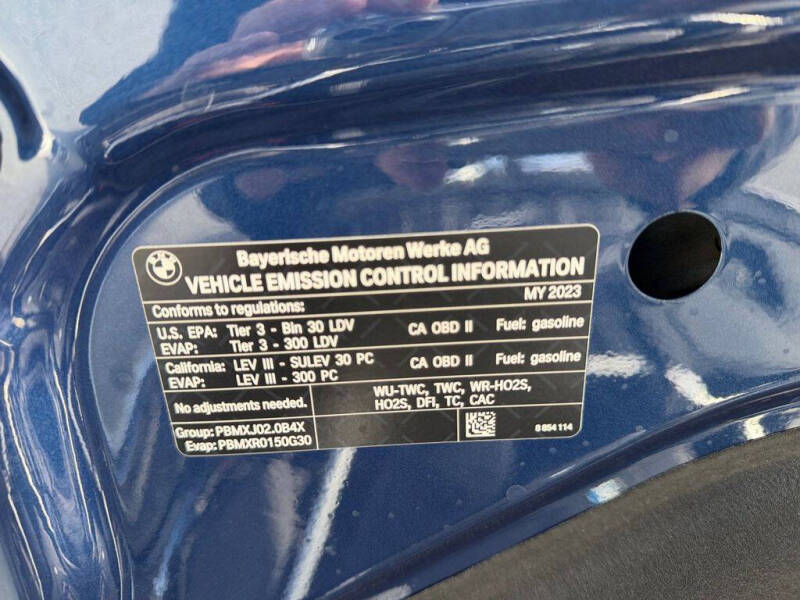 BMW
Bayerische Motoren Werke AG
VEHICLE EMISSION CONTROL INFORMATION
Conforms to regulations: MY 2023
U.S. EPA: Tier 3 - Bin 30 LDV CA OBD II Fuel: gasoline
EVAP: Tier 3 - 300 LDV
California: LEV III - SULEV 30 PC CA OBD II Fuel: gasoline
EVAP: LEV III - 300 PC
No adjustments needed. WU-TWC, TWC, WR-HO2S,
HO2S, DFI, TC, CAC
Group: PBMXJ02.0B4X
Evap: PBMXR0150G30 8 854 114